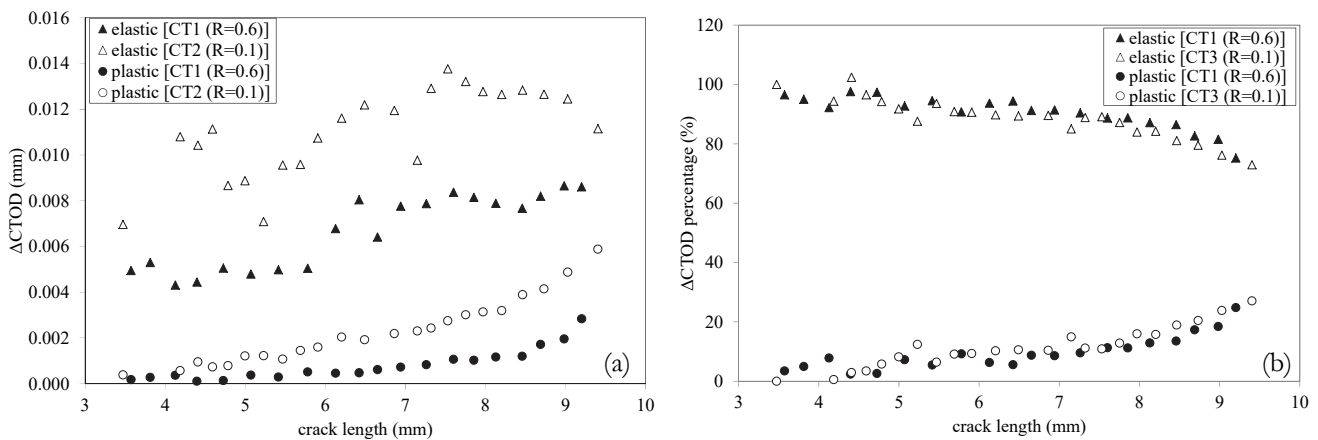 0.016
0.014
0.012
0.010
0.008
0.006
0.004
0.002
0.000
ΔCTOD (mm)
elastic [CT1 (R=0.6)]
elastic [CT2 (R=0.1)]
plastic [CT1 (R=0.6)]
plastic [CT2 (R=0.1)]
(a)
3 4 5 6 7 8 9 10
crack length (mm)
120
100
80
60
40
20
0
ΔCTOD percentage (%)
elastic [CT1 (R=0.6)]
elastic [CT3 (R=0.1)]
plastic [CT1 (R=0.6)]
plastic [CT3 (R=0.1)]
(b)
3 4 5 6 7 8 9 10
crack length (mm)